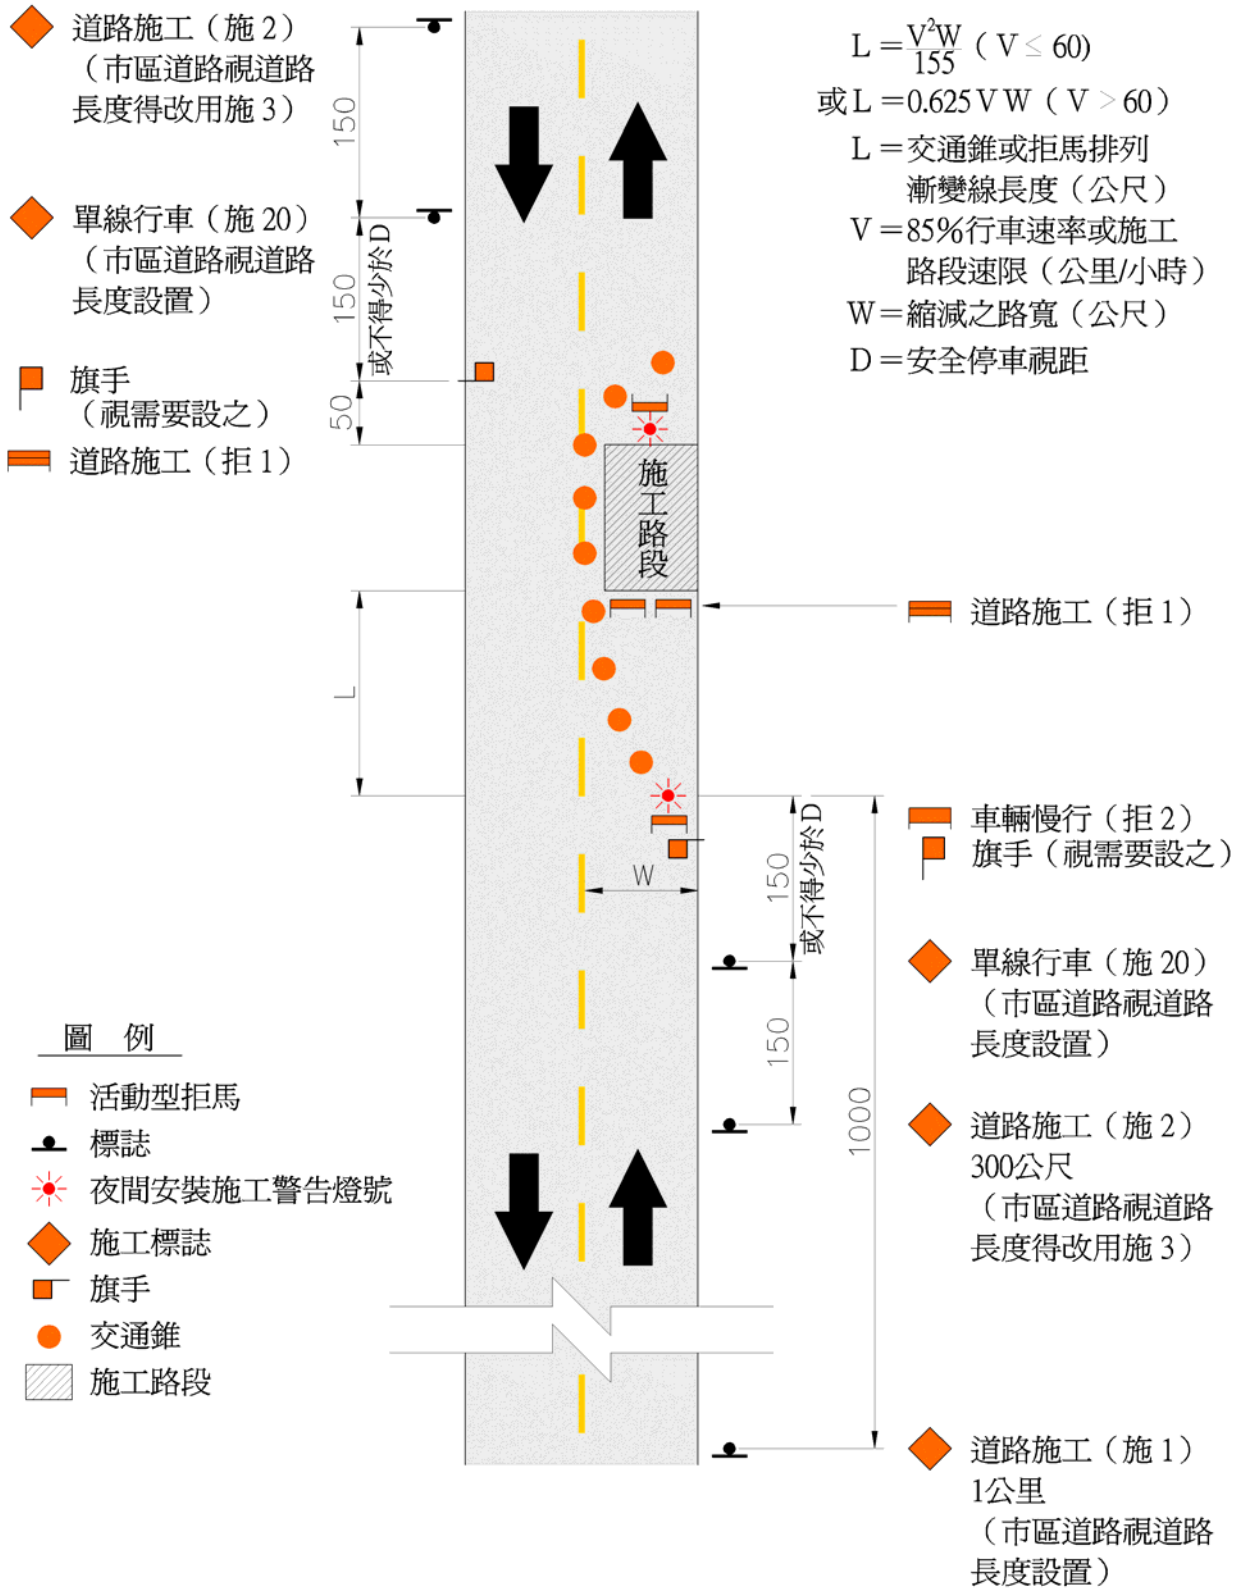 道路施工（施 2）
（市區道路視道路
長度得改用施 3）
單線行車（施 20）
（市區道路視道路
長度設置）
旗手
（視需要設之）
道路施工（拒 1）
150
150
或不得少於D
50
L
施工路段
W
L＝V²W/155（V ≤ 60）
或 L＝0.625 V W（V > 60）
L＝交通錐或拒馬排列
漸變線長度（公尺）
V＝85%行車速率或施工
路段速限（公里/小時）
W＝縮減之路寬（公尺）
D＝安全停車視距
道路施工（拒 1）
車輛慢行（拒 2）
旗手（視需要設之）
150
或不得少於D
150
1000
單線行車（施 20）
（市區道路視道路
長度設置）
道路施工（施 2）
300公尺
（市區道路視道路
長度得改用施 3）
道路施工（施 1）
1公里
（市區道路視道路
長度設置）
圖 例
活動型拒馬
標誌
夜間安裝施工警告燈號
施工標誌
旗手
交通錐
施工路段